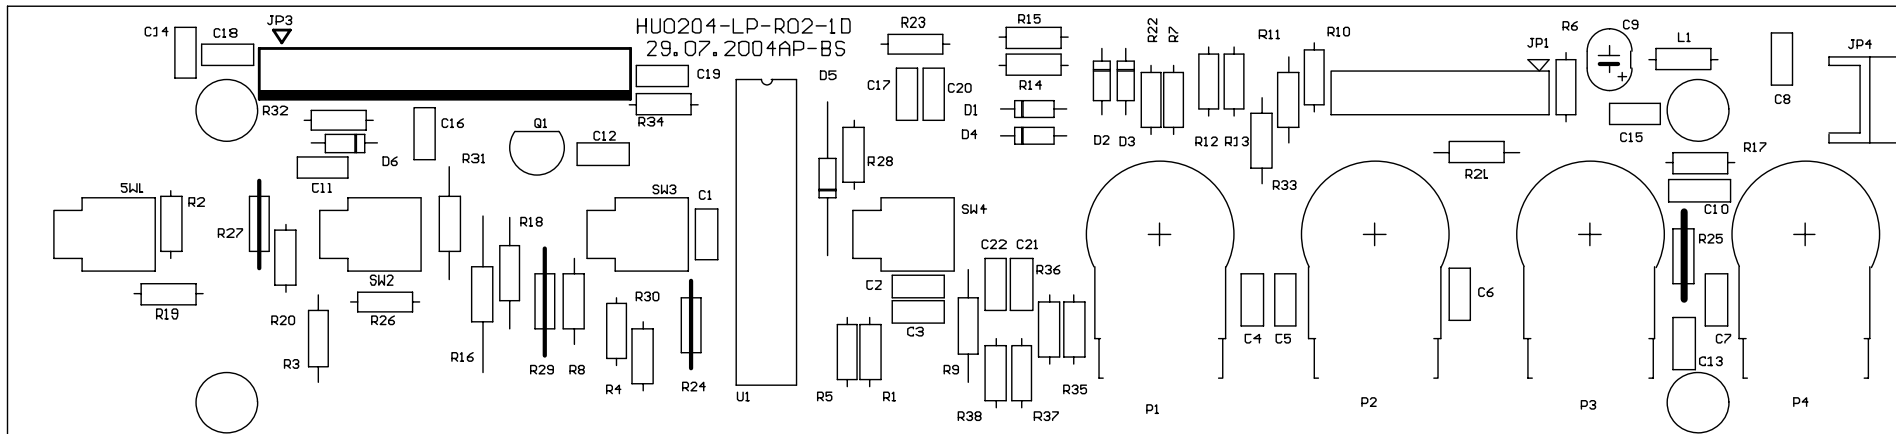 JP3
HU0204-LP-R02-1D
29.07.2004AP-BS
C14
C18
C19
R32
R34
D5
R23
C17
C20
R15
R14
D1
D4
R22
R7
D2
D3
R12
R13
R11
R33
R10
JP1
R6
C9
+
L1
C15
C8
JP4
R17
C10
R21
R25
D6
C11
C16
Q1
C12
R31
R28
SW1
R2
R27
R20
R19
R3
SW2
R26
R16
R18
R29
R8
SW3
C1
R30
R4
R24
U1
SW4
C2
C3
C22
C21
R36
R5
R1
R9
R38
R37
R35
P1
C4
C5
P2
C6
P3
C7
C13
P4